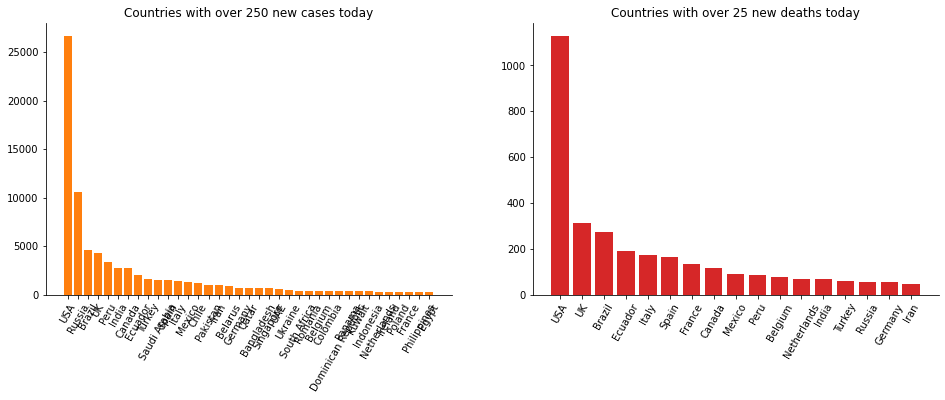 Countries with over 250 new cases today
25000
20000
15000
10000
5000
0
USA
Russia
Brazil
UK
Peru
India
Canada
Ecuador
Turkey
Saudi Arabia
Spain
Italy
Mexico
Chile
Pakistan
Iran
Belarus
Germany
Qatar
Bangladesh
Singapore
UAE
Ukraine
South Africa
Romania
Belgium
Colombia
Dominican
Kuwait
Indonesia
Netherlands
Poland
France
Philippines
Egypt
Countries with over 25 new deaths today
1000
800
600
400
200
0
USA
UK
Brazil
Ecuador
Italy
Spain
France
Canada
Mexico
Peru
Belgium
Netherlands
India
Turkey
Russia
Germany
Iran